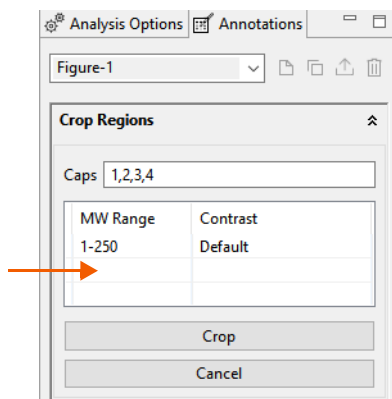 Analysis Options Annotations
Figure-1
Crop Regions
Caps 1,2,3,4
MW Range Contrast
1-250 Default
Crop
Cancel